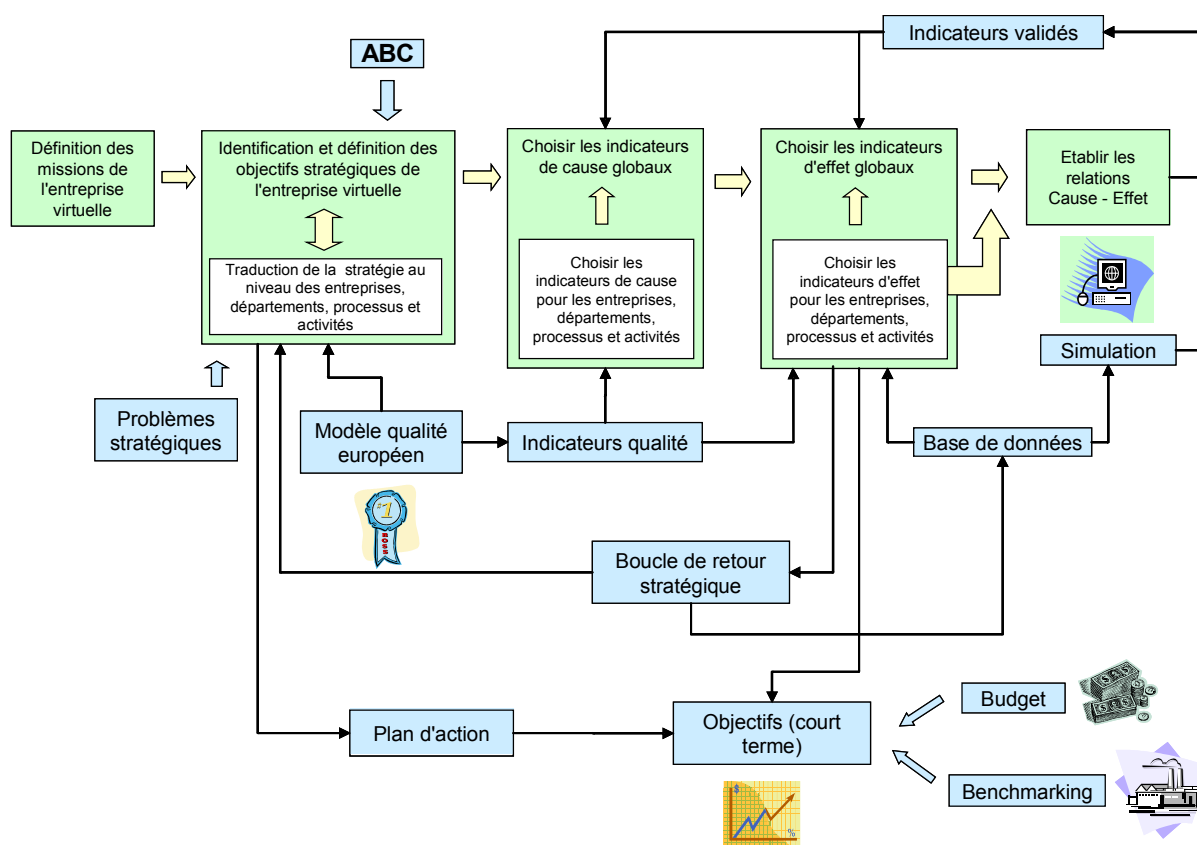 Indicateurs validés
ABC
Définition des
missions de
l'entreprise
virtuelle
Identification et définition des
objectifs stratégiques de
l'entreprise virtuelle
Traduction de la stratégie au
niveau des entreprises,
départements, processus et
activités
Choisir les indicateurs
de cause globaux
Choisir les
indicateurs de cause
pour les entreprises,
départements,
processus et activités
Choisir les indicateurs
d'effet globaux
Choisir les
indicateurs d'effet
pour les entreprises,
départements,
processus et activités
Etablir les
relations
Cause - Effet
Simulation
Problèmes
stratégiques
Modèle qualité
européen
Indicateurs qualité
Base de données
#1
BOSS
Boucle de retour
stratégique
Plan d'action
Objectifs (court
terme)
Budget
Benchmarking
$
%